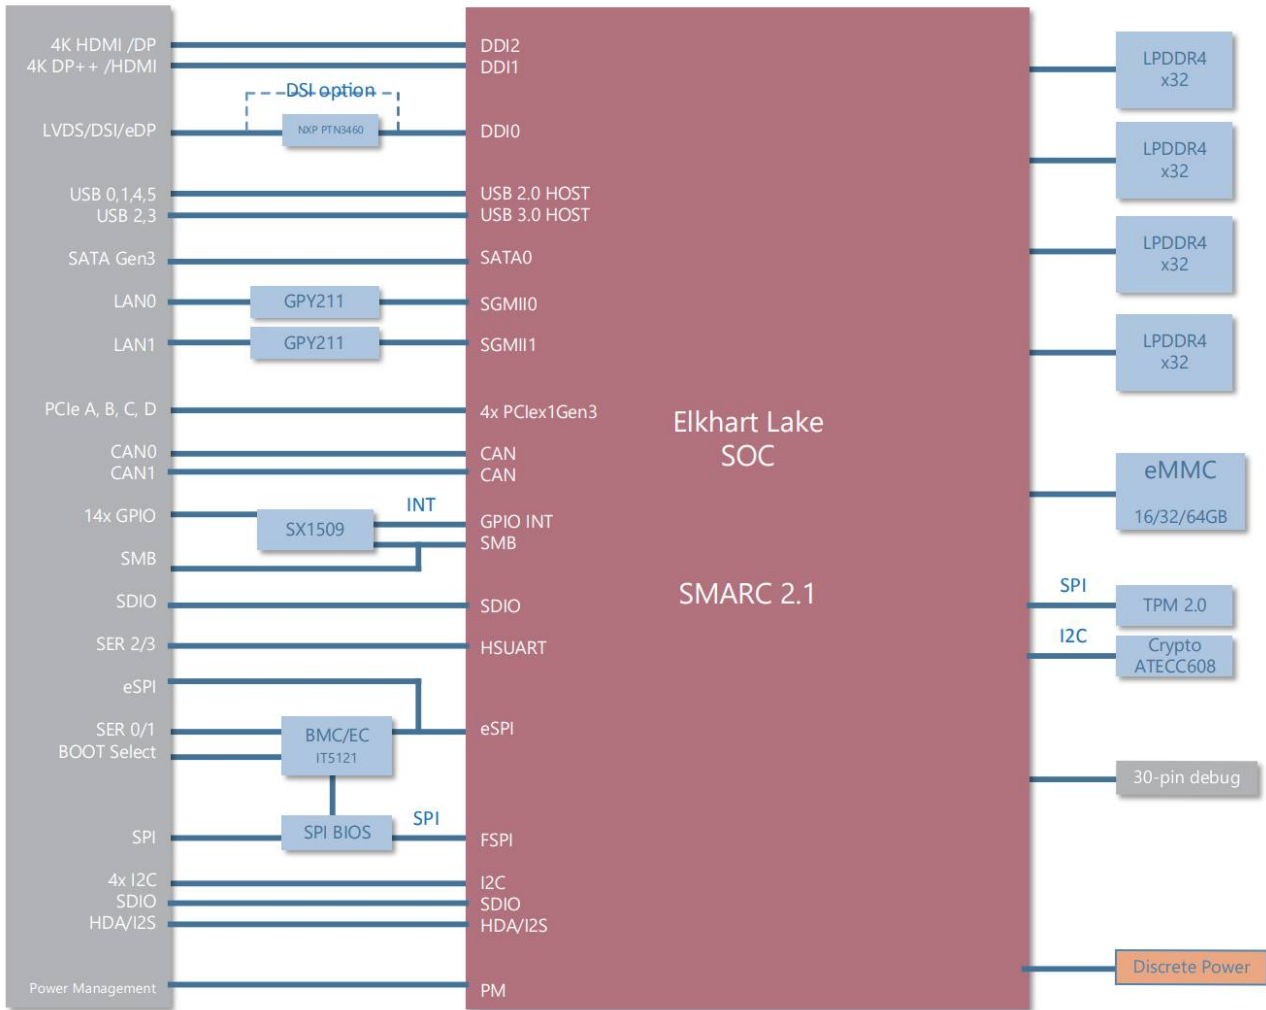 4K HDMI /DP
4K DP++ /HDMI
LVDS/DSI/eDP
USB 0,1,4,5
USB 2,3
SATA Gen3
LAN0
LAN1
PCIe A, B, C, D
CAN0
CAN1
14x GPIO
SMB
SDIO
SER 2/3
eSPI
SER 0/1
BOOT Select
SPI
4x I2C
SDIO
HDA/I2S
Power Management
DSI option
NXP PTN3460
GPY211
GPY211
INT
SX1509
BMC/EC
IT5121
SPI BIOS
SPI
DDI2
DDI1
DDI0
USB 2.0 HOST
USB 3.0 HOST
SATA0
SGMII0
SGMII1
4x PCIex1Gen3
CAN
CAN
GPIO INT
SMB
SDIO
HSUART
eSPI
FSPI
I2C
SDIO
HDA/I2S
PM
Elkhart Lake
SOC
SMARC 2.1
LPDDR4
x32
LPDDR4
x32
LPDDR4
x32
LPDDR4
x32
eMMC
16/32/64GB
SPI
TPM 2.0
I2C
Crypto
ATECC608
30-pin debug
Discrete Power